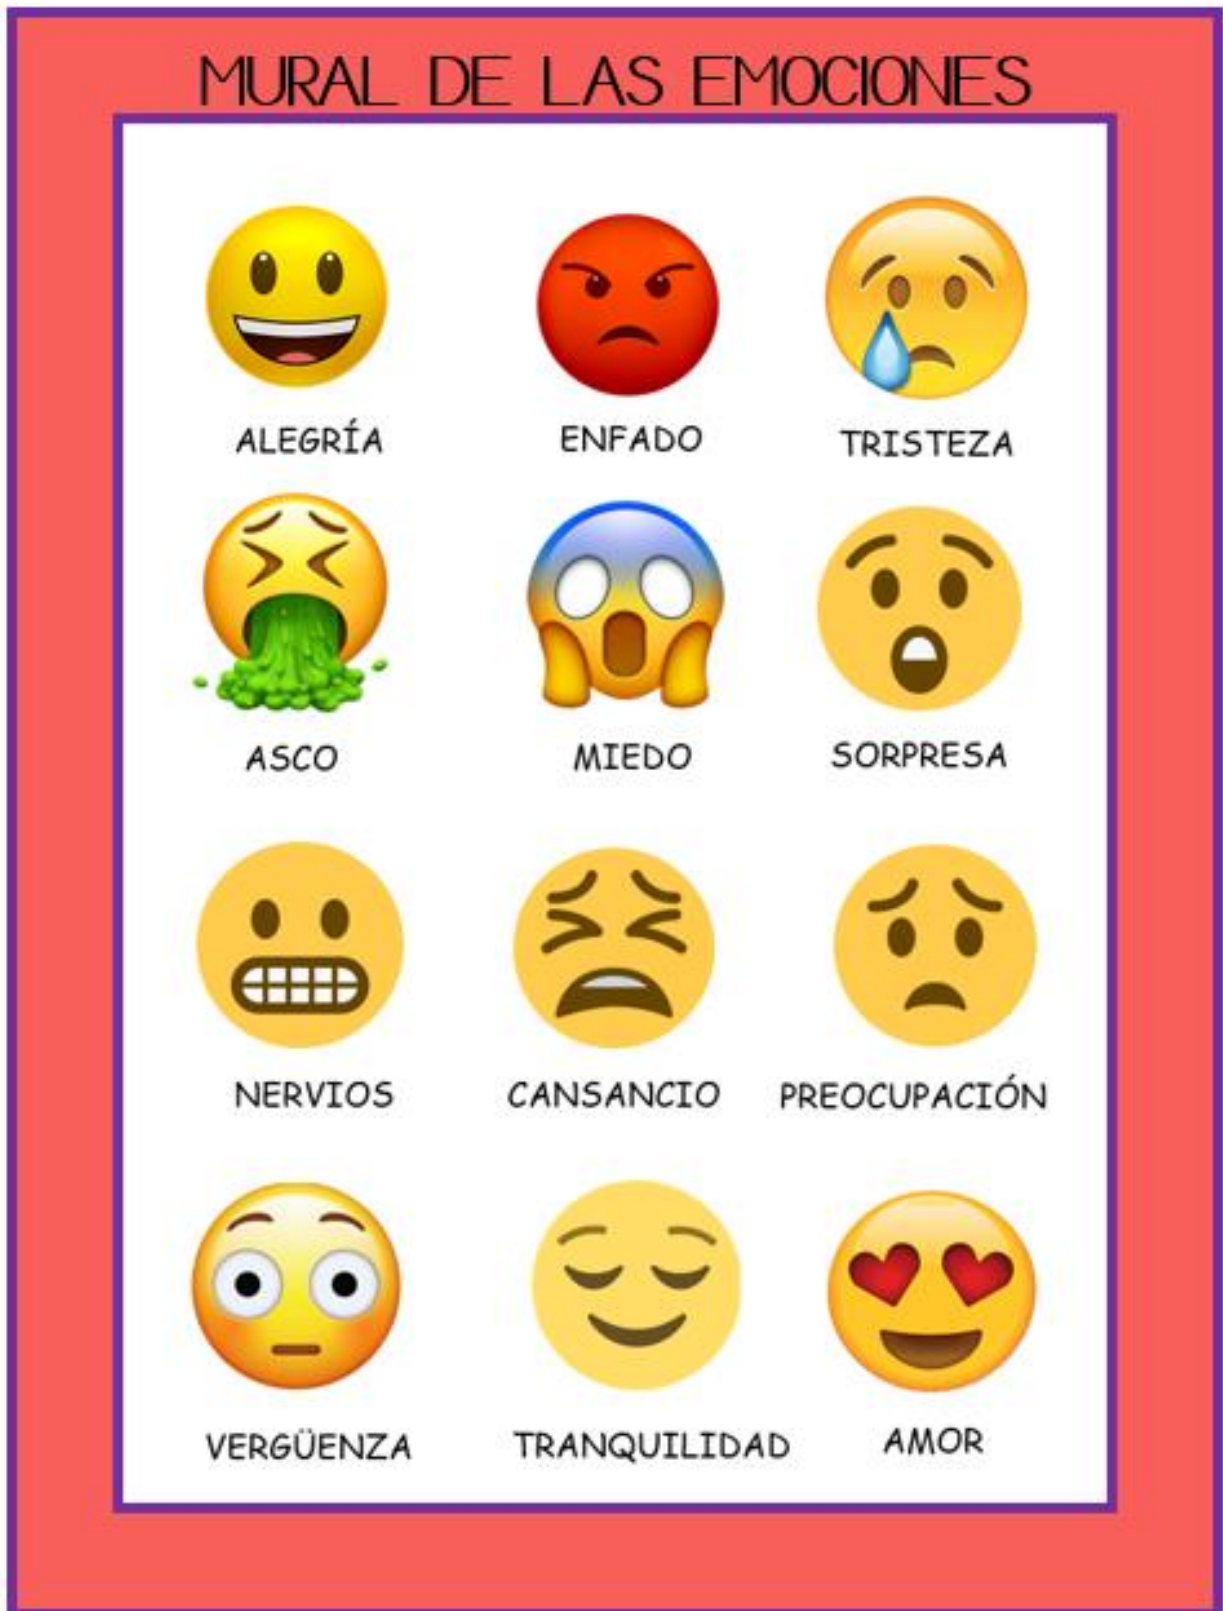 MURAL DE LAS EMOCIONES
ALEGRÍA ENFADO TRISTEZA
ASCO MIEDO SORPRESA
NERVIOS CANSANCIO PREOCUPACIÓN
VERGÜENZA TRANQUILIDAD AMOR